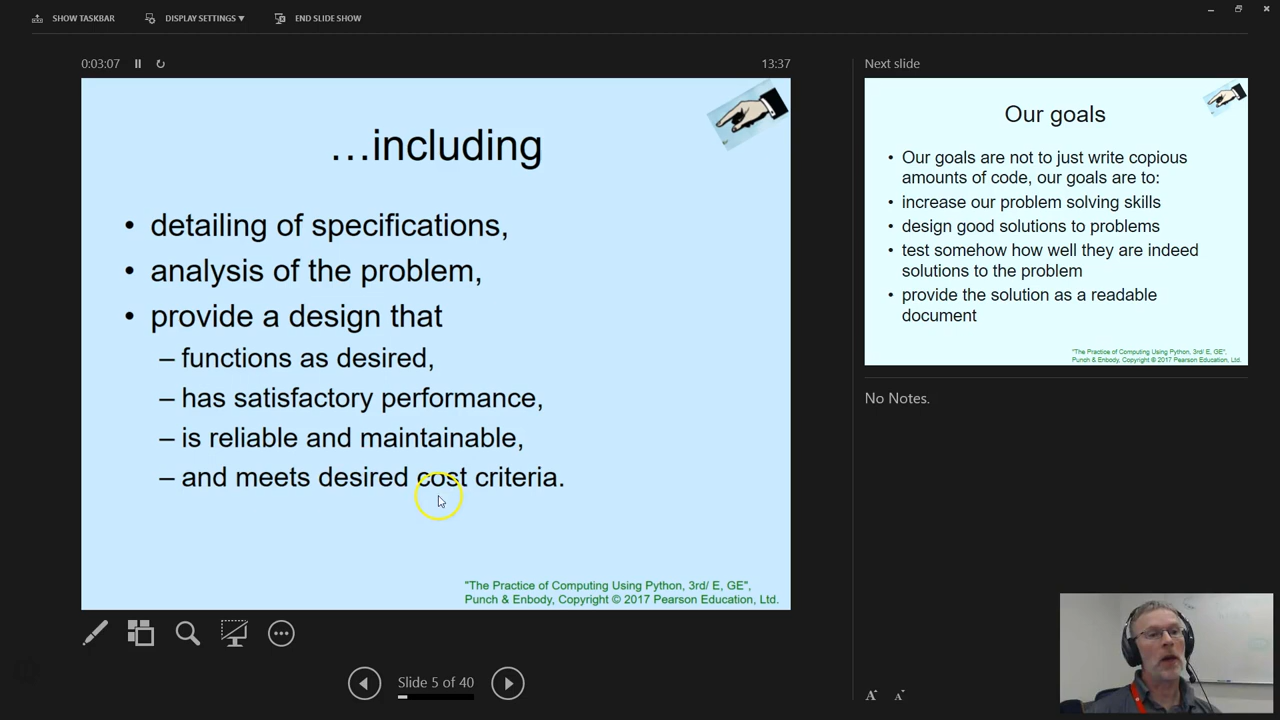 SHOW TASKBAR
DISPLAY SETTINGS ▼
END SLIDE SHOW
0:03:07
13:37
…including
• detailing of specifications,
• analysis of the problem,
• provide a design that
– functions as desired,
– has satisfactory performance,
– is reliable and maintainable,
– and meets desired cost criteria.
"The Practice of Computing Using Python, 3rd/ E, GE",
Punch & Enbody, Copyright © 2017 Pearson Education, Ltd.
Slide 5 of 40
Next slide
Our goals
• Our goals are not to just write copious
amounts of code, our goals are to:
• increase our problem solving skills
• design good solutions to problems
• test somehow how well they are indeed
solutions to the problem
• provide the solution as a readable
document
"The Practice of Computing Using Python, 3rd/ E, GE",
Punch & Enbody, Copyright © 2017 Pearson Education, Ltd.
No Notes.
A A